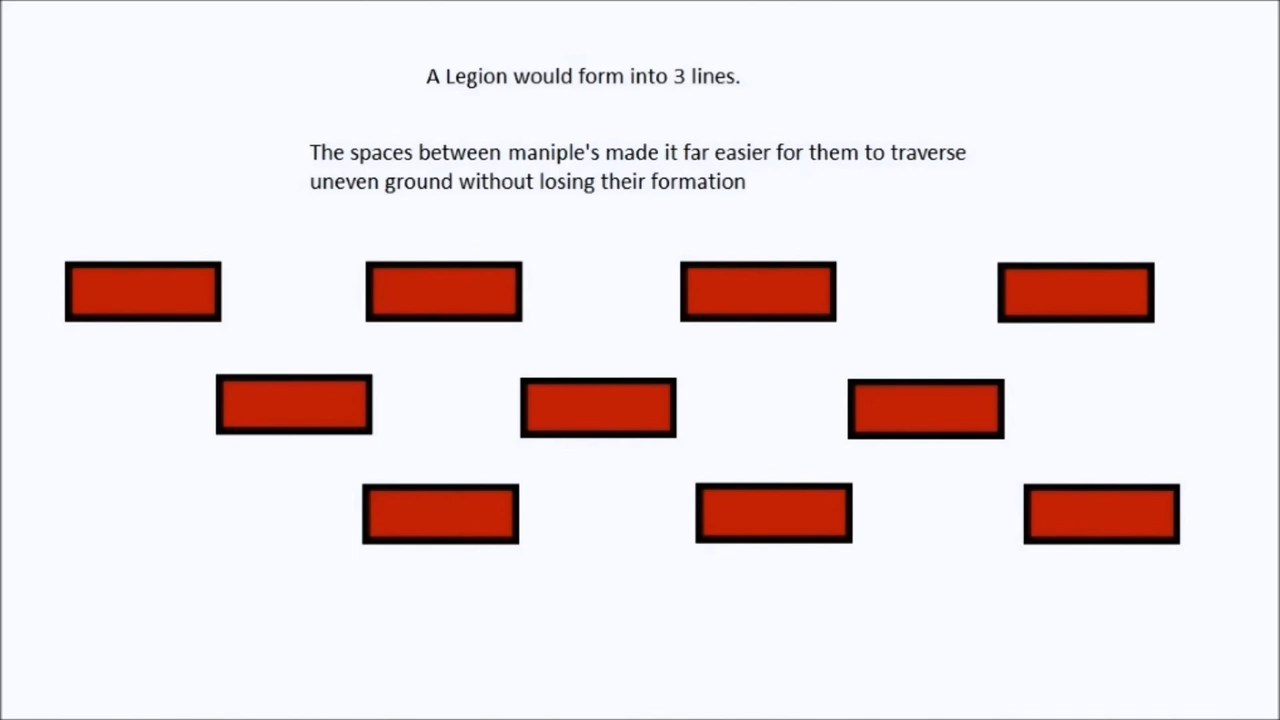 A Legion would form into 3 lines.
The spaces between maniple's made it far easier for them to traverse
uneven ground without losing their formation